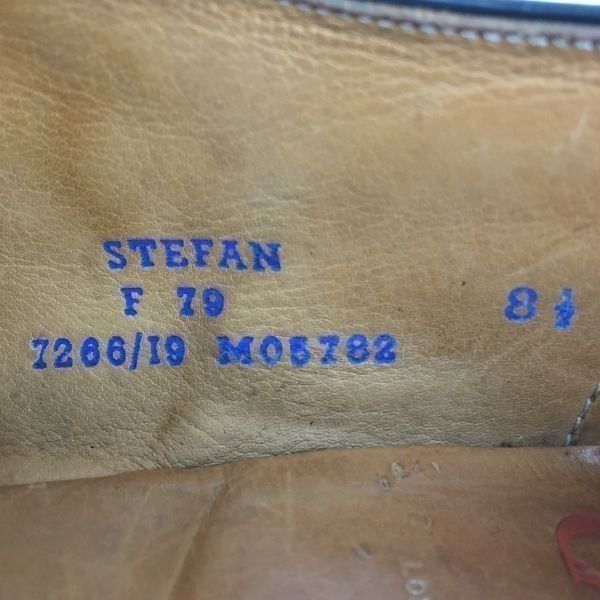 STEFAN
F 79
8½
7266/19 M05782